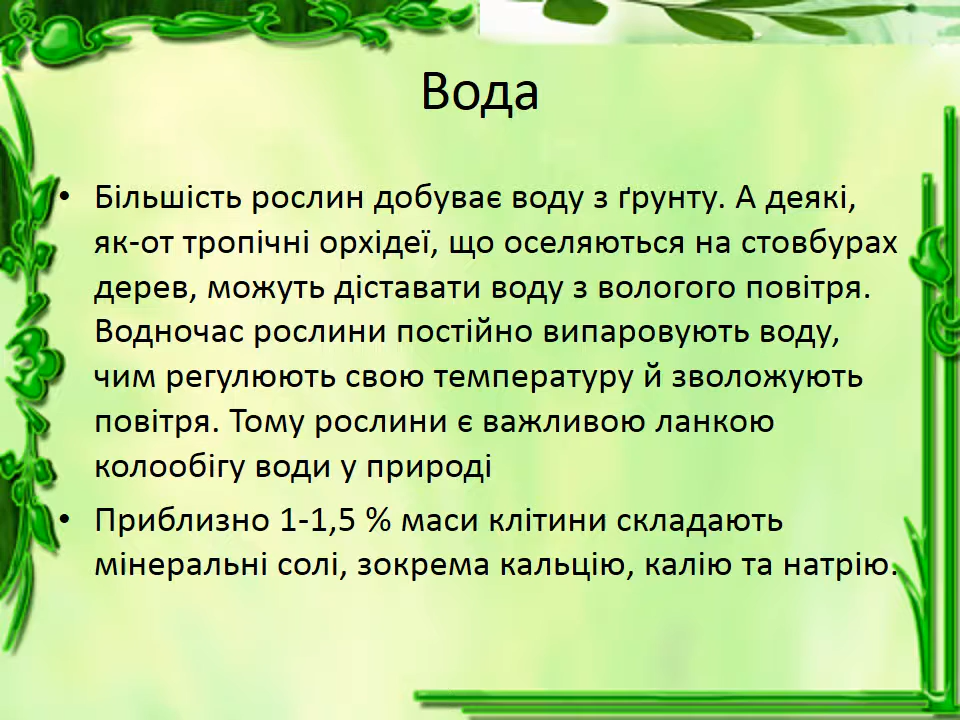 Вода
• Більшість рослин добуває воду з ґрунту. А деякі,
як-от тропічні орхідеї, що оселяються на стовбурах
дерев, можуть діставати воду з вологого повітря.
Водночас рослини постійно випаровують воду,
чим регулюють свою температуру й зволожують
повітря. Тому рослини є важливою ланкою
колообігу води у природі
• Приблизно 1-1,5 % маси клітини складають
мінеральні солі, зокрема кальцію, калію та натрію.